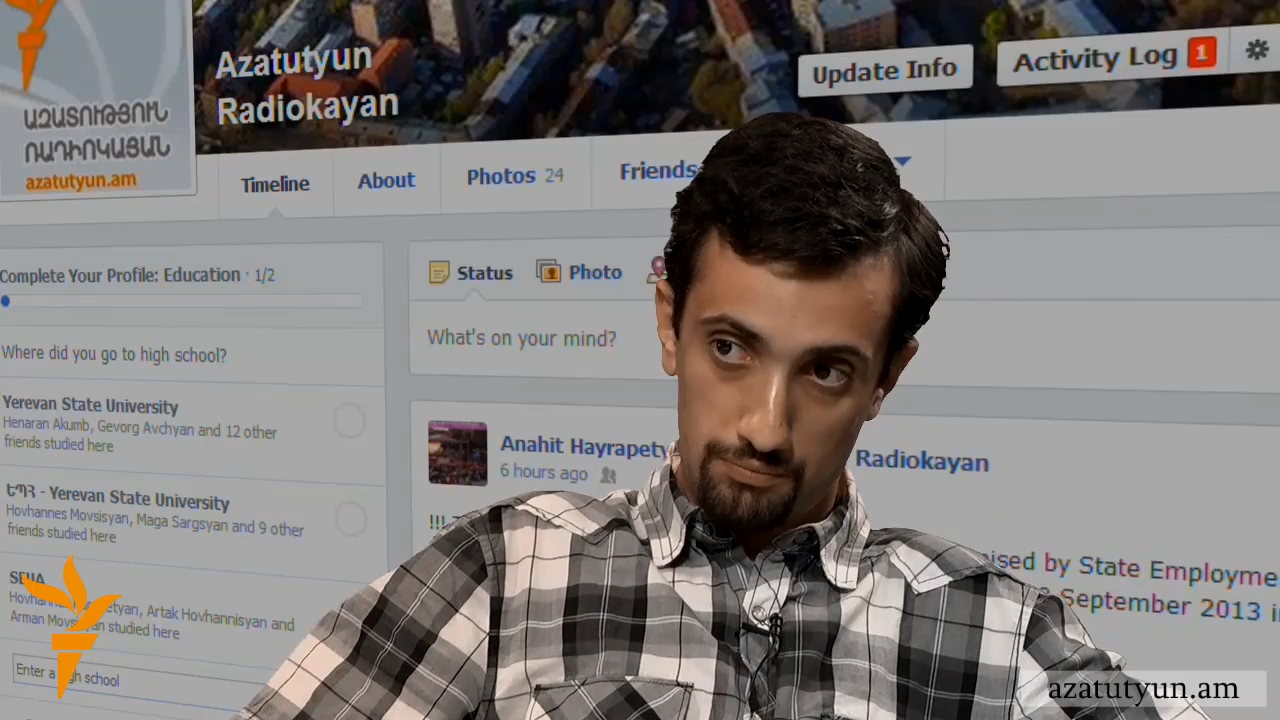 ԱԶԱՏՈՒԹՅՈՒՆ
ՌԱԴԻՈԿԱՅԱՆ
azatutyun.am
Azatutyun
Radiokayan
Update Info
Activity Log 1
Timeline
About
Photos 24
Friends
Complete Your Profile: Education · 1/2
Where did you go to high school?
Yerevan State University
Henaran Akumb, Gevorg Avchyan and 12 other
friends studied here
ԵՊՀ - Yerevan State University
Hovhannes Movsisyan, Maga Sargsyan and 9 other
friends studied here
Artak Hovhannisyan and
Arman studied here
Enter a school
Status
Photo
What's on your mind?
Anahit Radiokayan
6 hours ago
!!!
by State
September 2013
azatutyun.am